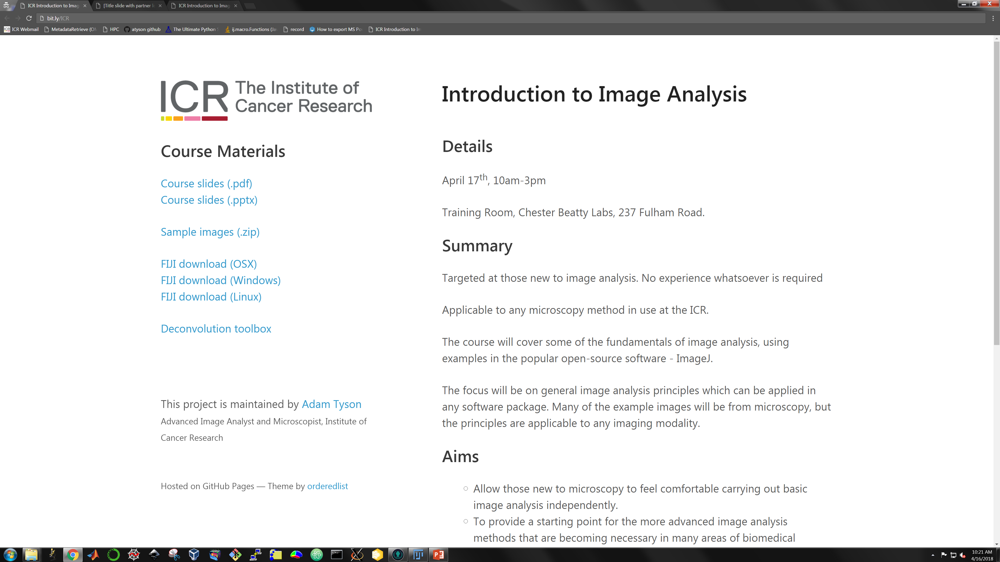 ICR Introduction to Imag
[Title slide with partner l
ICR Introduction to Imag
bit.ly/ICR
ICR Webmail
MetadataRetrieve (OM
HPC
atyson github
The Ultimate Python S
ij.macro.Functions (Ja
record
How to export MS Po
ICR Introduction to Im
ICR The Institute of
Cancer Research
Course Materials
Course slides (.pdf)
Course slides (.pptx)
Sample images (.zip)
FIJI download (OSX)
FIJI download (Windows)
FIJI download (Linux)
Deconvolution toolbox
This project is maintained by Adam Tyson
Advanced Image Analyst and Microscopist, Institute of
Cancer Research
Hosted on GitHub Pages — Theme by orderedlist
Introduction to Image Analysis
Details
April 17th, 10am-3pm
Training Room, Chester Beatty Labs, 237 Fulham Road.
Summary
Targeted at those new to image analysis. No experience whatsoever is required
Applicable to any microscopy method in use at the ICR.
The course will cover some of the fundamentals of image analysis, using
examples in the popular open-source software - ImageJ.
The focus will be on general image analysis principles which can be applied in
any software package. Many of the example images will be from microscopy, but
the principles are applicable to any imaging modality.
Aims
Allow those new to microscopy to feel comfortable carrying out basic
image analysis independently.
To provide a starting point for the more advanced image analysis
methods that are becoming necessary in many areas of biomedical
10:21 AM
4/16/2018